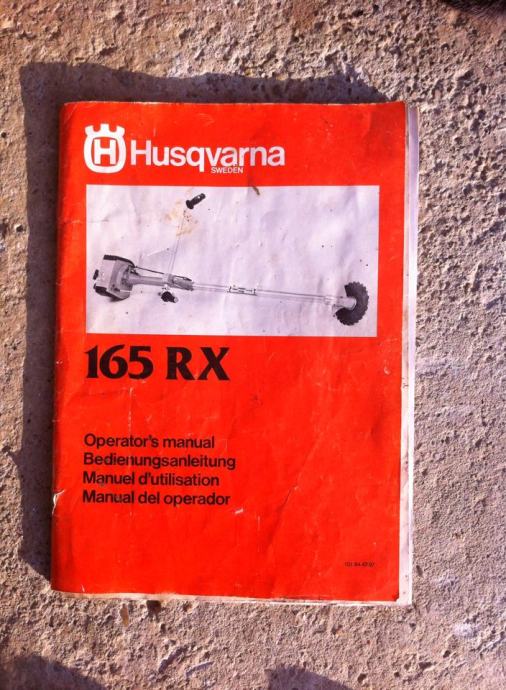 Husqvarna
SWEDEN
165 RX
Operator's manual
Bedienungsanleitung
Manuel d'utilisation
Manual del operador